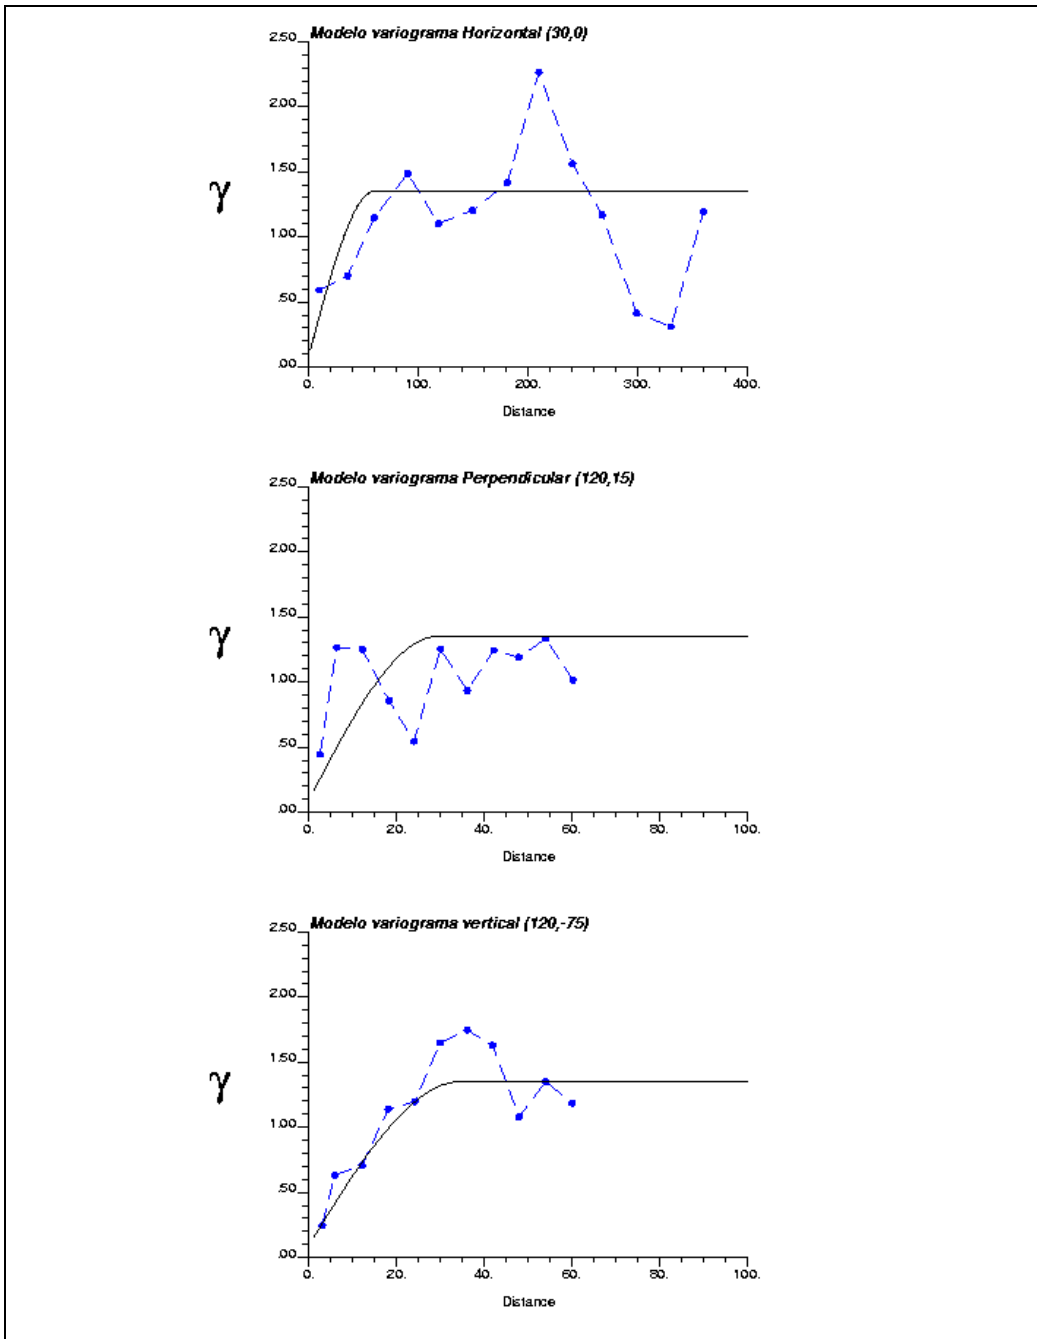 Modelo variograma Horizontal (30,0)
2.50
2.00
1.50
γ
1.00
.50
.00
0. 100. 200. 300. 400.
Distance
Modelo variograma Perpendicular (120,15)
2.50
2.00
1.50
γ
1.00
.50
.00
0. 20. 40. 60. 80. 100.
Distance
Modelo variograma vertical (120,-75)
2.50
2.00
1.50
γ
1.00
.50
.00
0. 20. 40. 60. 80. 100.
Distance